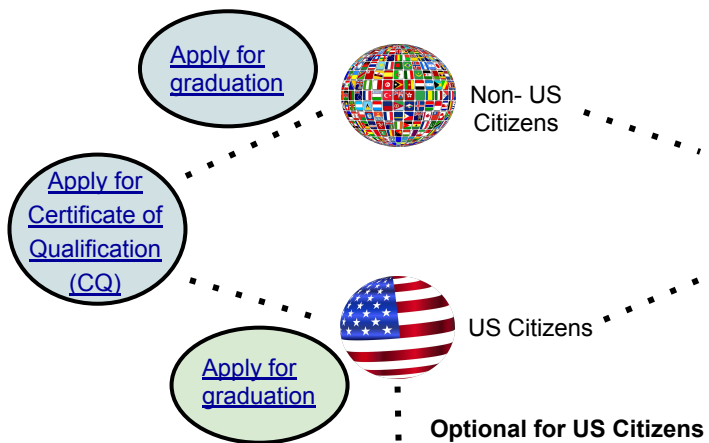 Apply for
graduation
Non- US
Citizens
Apply for
Certificate of
Qualification
(CQ)
US Citizens
Apply for
graduation
Optional for US Citizens